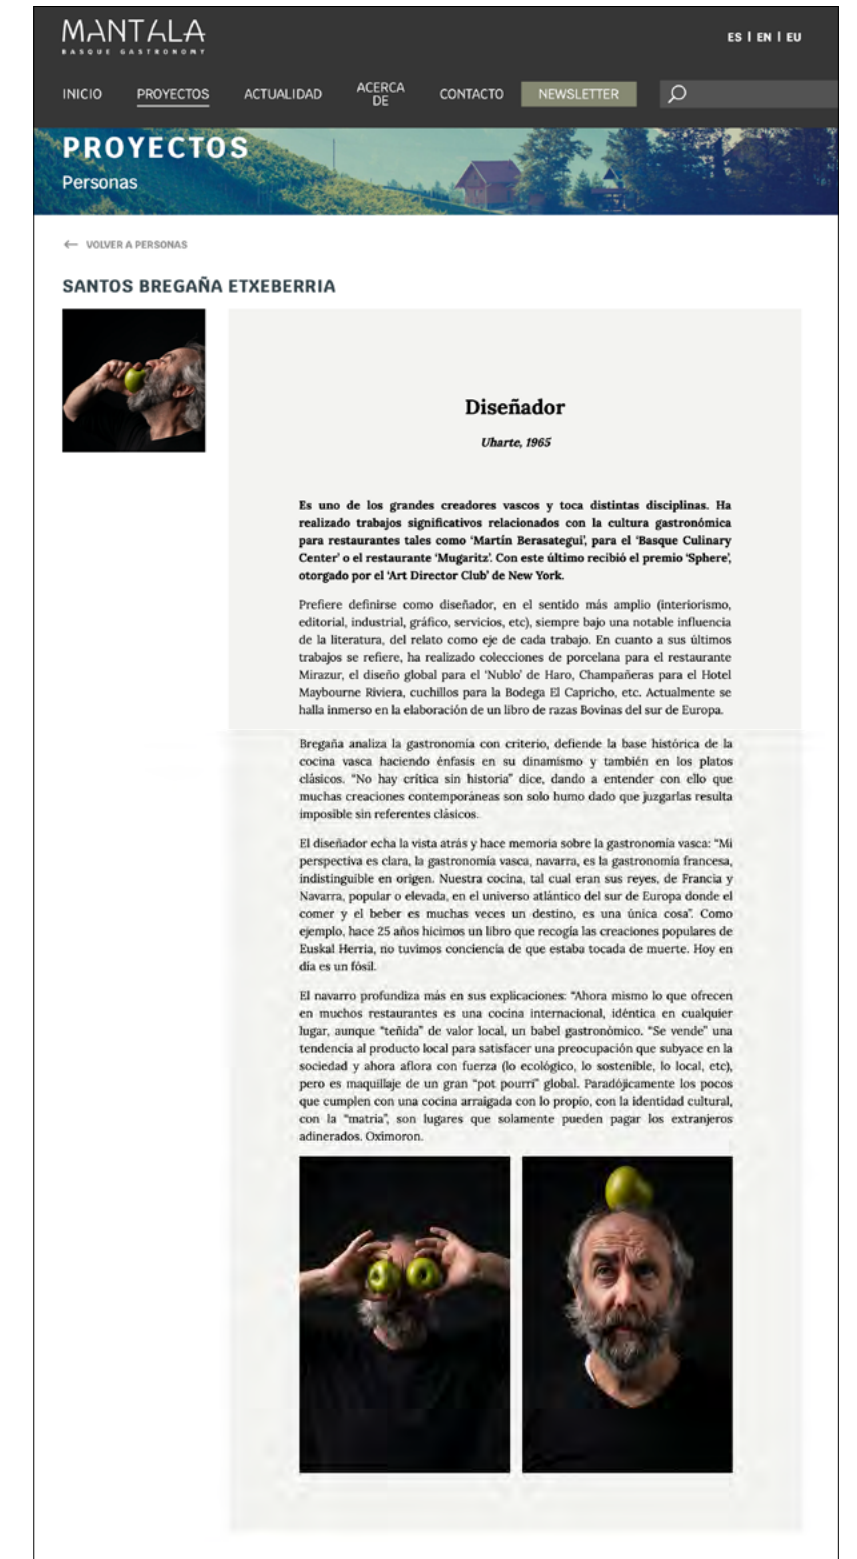 MANTALA
BASQUE GASTRONOMY
ES | EN | EU
INICIO
PROYECTOS
ACTUALIDAD
ACERCA
DE
CONTACTO
NEWSLETTER
PROYECTOS
Personas
← VOLVER A PERSONAS
SANTOS BREGAÑA ETXEBERRIA
Diseñador
Uharte, 1965
Es uno de los grandes creadores vascos y toca distintas disciplinas. Ha
realizado trabajos significativos relacionados con la cultura gastronómica
para restaurantes tales como ‘Martín Berasategui’, para el ‘Basque Culinary
Center’ o el restaurante ‘Mugaritz’. Con este último recibió el premio ‘Sphere’,
otorgado por el ‘Art Director Club’ de New York.
Prefiere definirse como diseñador, en el sentido más amplio (interiorismo,
editorial, industrial, gráfico, servicios, etc), siempre bajo una notable influencia
de la literatura, del relato como eje de cada trabajo. En cuanto a sus últimos
trabajos se refiere, ha realizado colecciones de porcelana para el restaurante
Mirazur, el diseño global para el ‘Nublo’ de Haro, Champañeras para el Hotel
Maybourne Riviera, cuchillos para la Bodega El Capricho, etc. Actualmente se
halla inmerso en la elaboración de un libro de razas Bovinas del sur de Europa.
Bregaña analiza la gastronomía con criterio, defiende la base histórica de la
cocina vasca haciendo énfasis en su dinamismo y también en los platos
clásicos. “No hay crítica sin historia” dice, dando a entender con ello que
muchas creaciones contemporáneas son solo humo dado que juzgarlas resulta
imposible sin referentes clásicos.
El diseñador echa la vista atrás y hace memoria sobre la gastronomía vasca: “Mi
perspectiva es clara, la gastronomía vasca, navarra, es la gastronomía francesa,
indistinguible en origen. Nuestra cocina, tal cual eran sus reyes, de Francia y
Navarra, popular o elevada, en el universo atlántico del sur de Europa donde el
comer y el beber es muchas veces un destino, es una única cosa”. Como
ejemplo, hace 25 años hicimos un libro que recogía las creaciones populares de
Euskal Herria, no tuvimos conciencia de que estaba tocada de muerte. Hoy en
día es un fósil.
El navarro profundiza más en sus explicaciones: “Ahora mismo lo que ofrecen
en muchos restaurantes es una cocina internacional, idéntica en cualquier
lugar, aunque “teñida” de valor local, un babel gastronómico. “Se vende” una
tendencia al producto local para satisfacer una preocupación que subyace en la
sociedad y ahora aflora con fuerza (lo ecológico, lo sostenible, lo local, etc),
pero es maquillaje de un gran “pot pourri” global. Paradójicamente los pocos
que cumplen con una cocina arraigada con lo propio, con la identidad cultural,
con la “matria”, son lugares que solamente pueden pagar los extranjeros
adinerados. Oximoron.